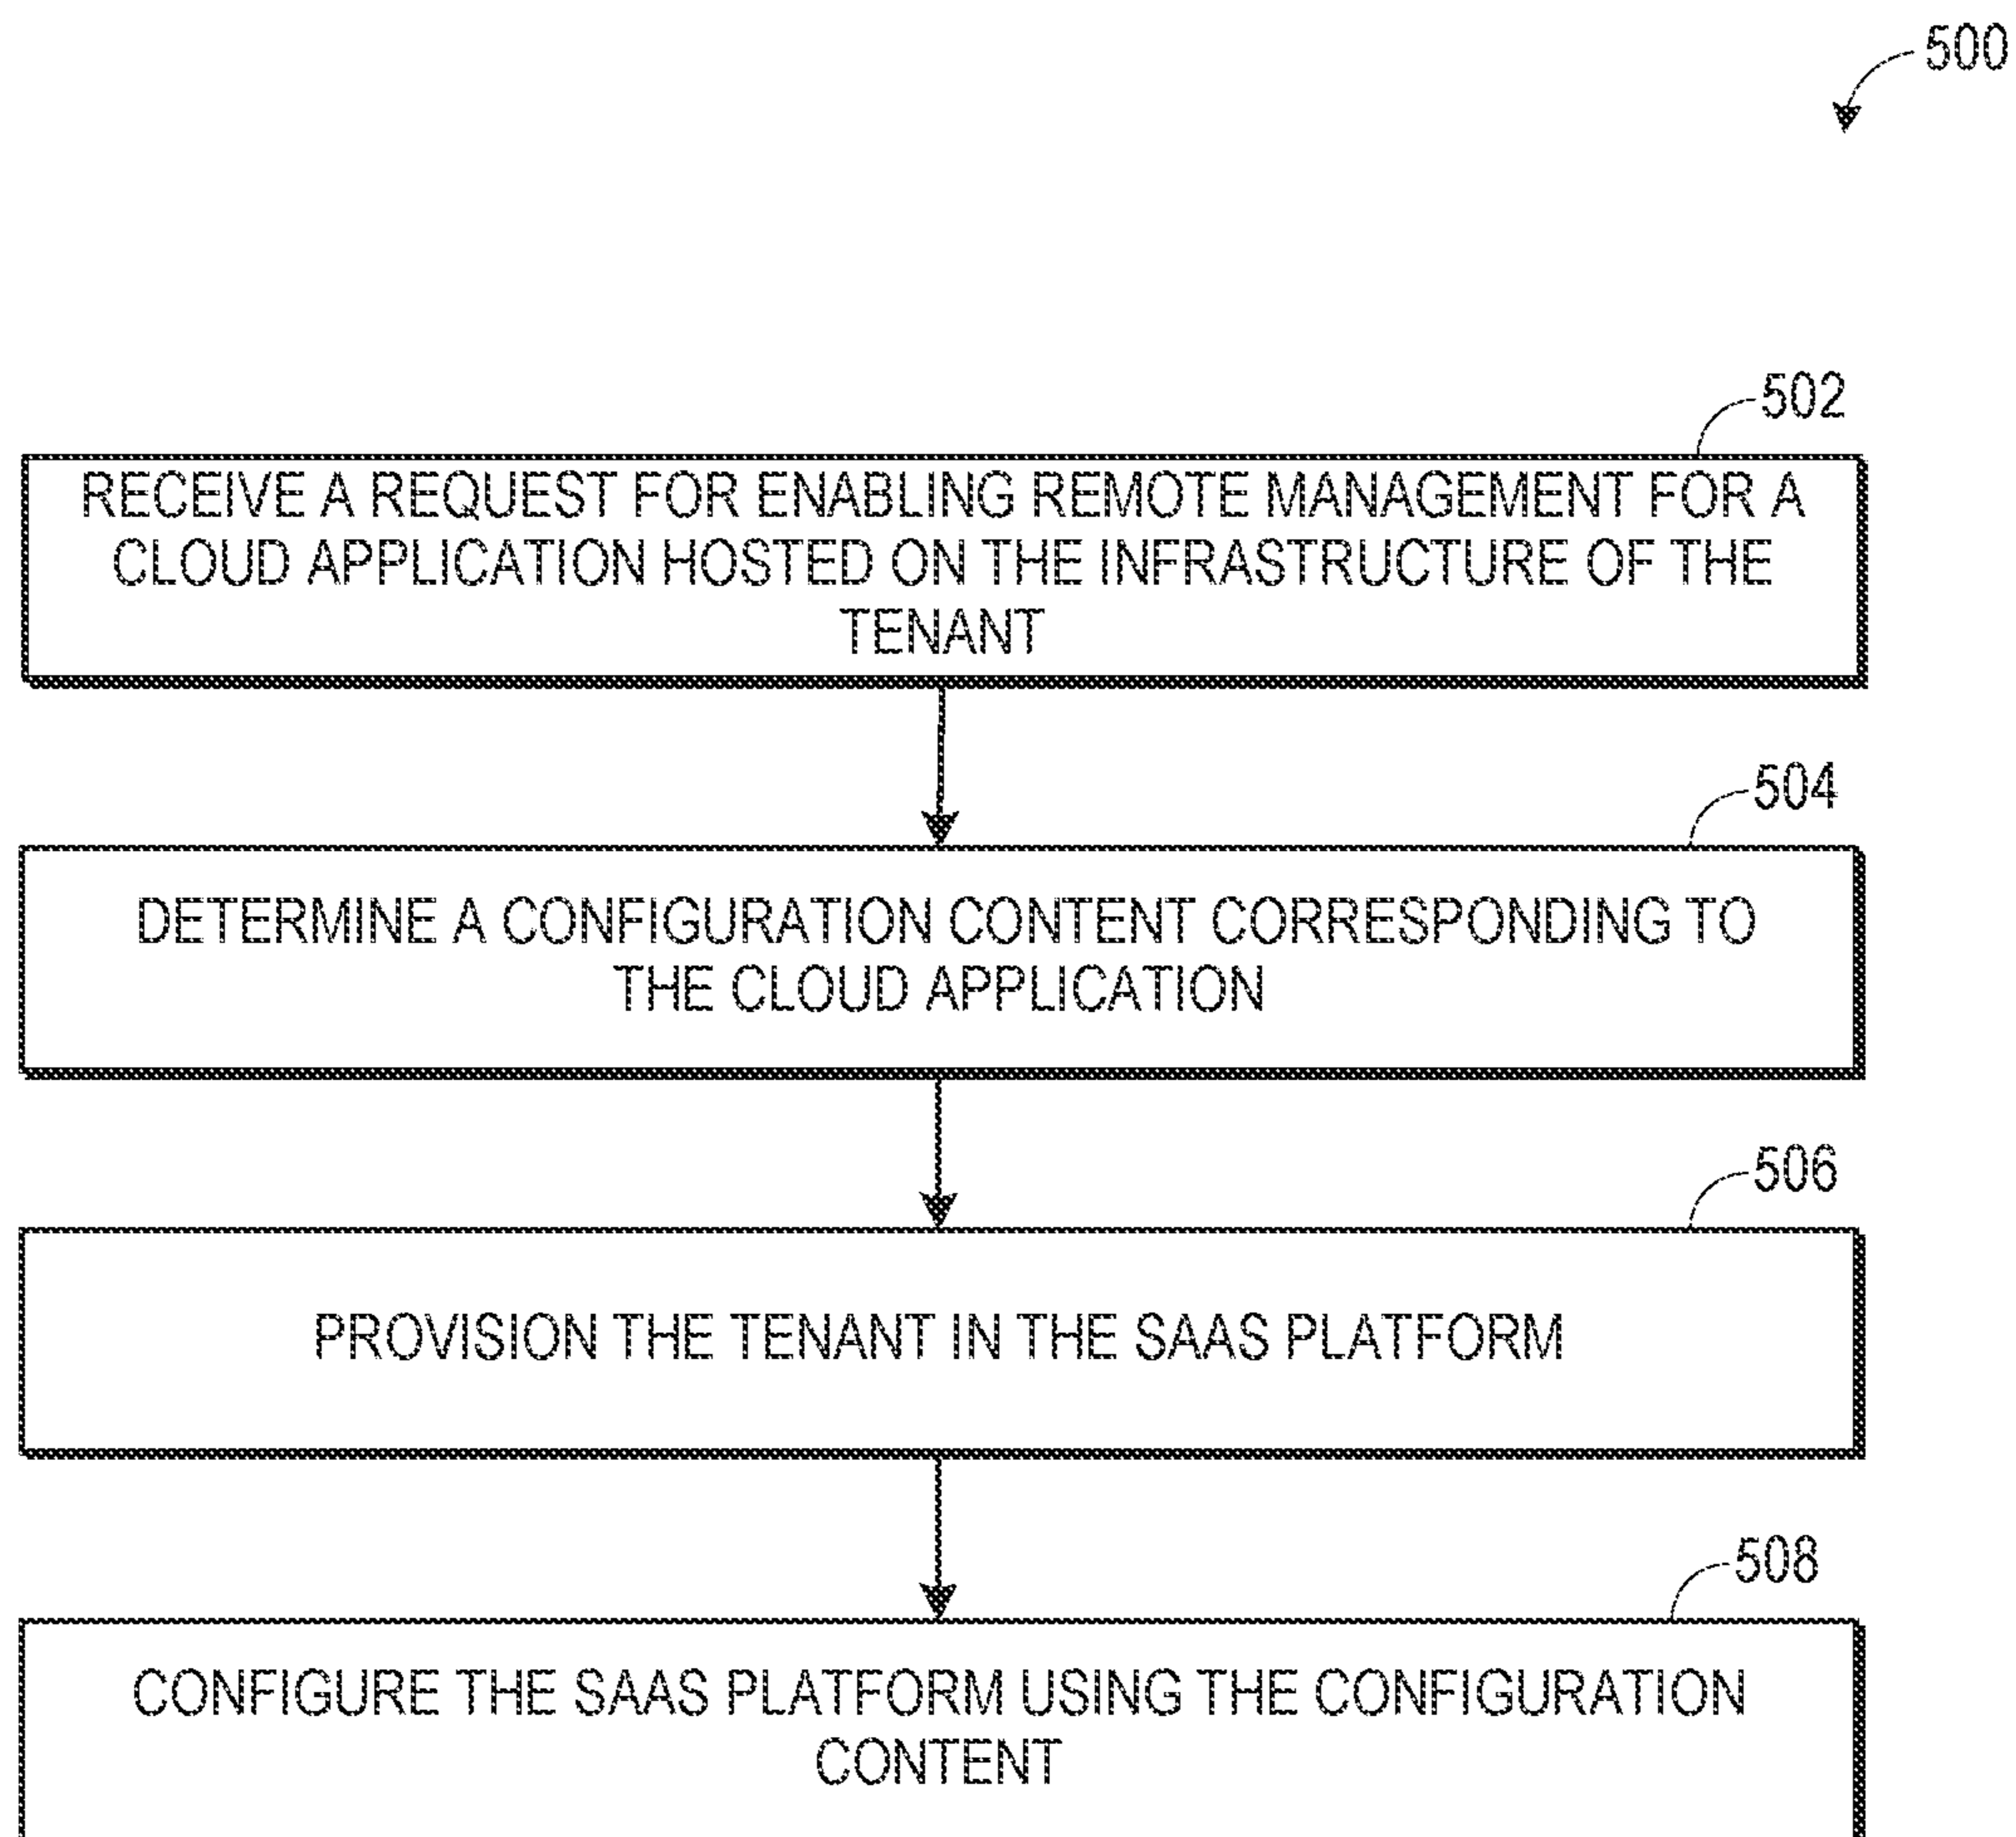 500
502
RECEIVE A REQUEST FOR ENABLING REMOTE MANAGEMENT FOR A
CLOUD APPLICATION HOSTED ON THE INFRASTRUCTURE OF THE
TENANT
504
DETERMINE A CONFIGURATION CONTENT CORRESPONDING TO
THE CLOUD APPLICATION
506
PROVISION THE TENANT IN THE SAAS PLATFORM
508
CONFIGURE THE SAAS PLATFORM USING THE CONFIGURATION
CONTENT